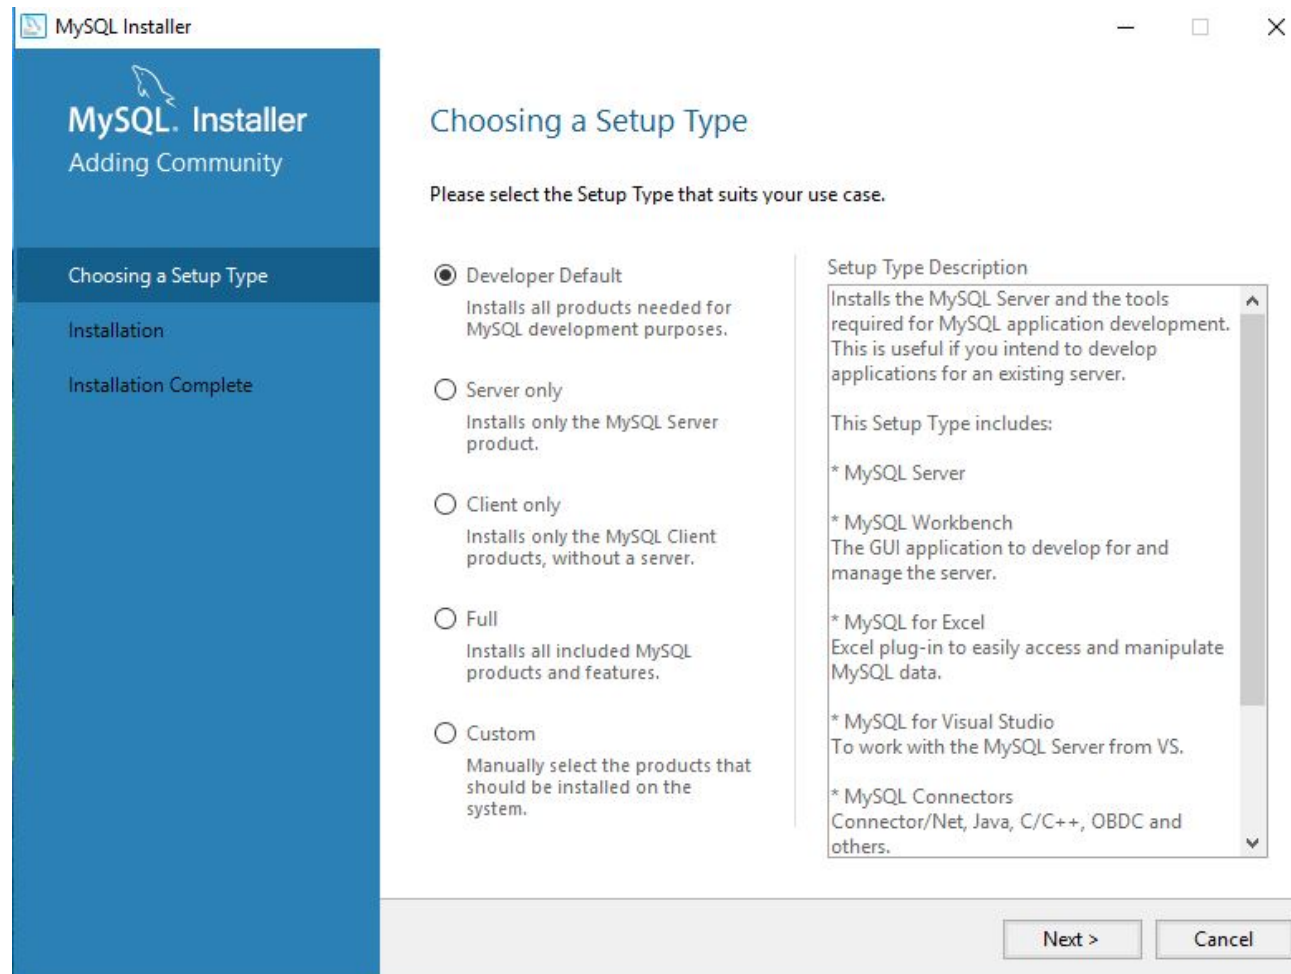 MySQL Installer
MySQL. Installer
Adding Community
Choosing a Setup Type
Installation
Installation Complete
Choosing a Setup Type
Please select the Setup Type that suits your use case.
Developer Default
Installs all products needed for
MySQL development purposes.
Server only
Installs only the MySQL Server
product.
Client only
Installs only the MySQL Client
products, without a server.
Full
Installs all included MySQL
products and features.
Custom
Manually select the products that
should be installed on the
system.
Setup Type Description
Installs the MySQL Server and the tools
required for MySQL application development.
This is useful if you intend to develop
applications for an existing server.
This Setup Type includes:
* MySQL Server
* MySQL Workbench
The GUI application to develop for and
manage the server.
* MySQL for Excel
Excel plug-in to easily access and manipulate
MySQL data.
* MySQL for Visual Studio
To work with the MySQL Server from VS.
* MySQL Connectors
Connector/Net, Java, C/C++, OBDC and
others.
Next >
Cancel